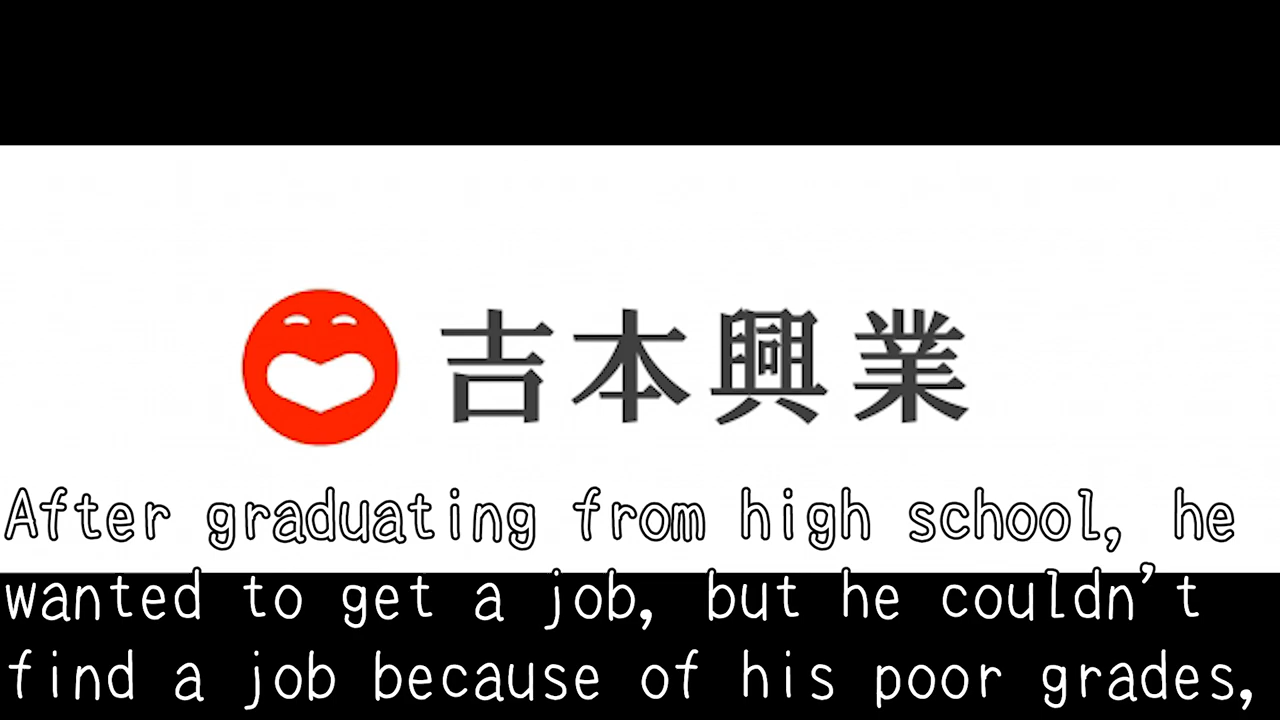 吉本興業
After graduating from high school, he
wanted to get a job, but he couldn't
find a job because of his poor grades,